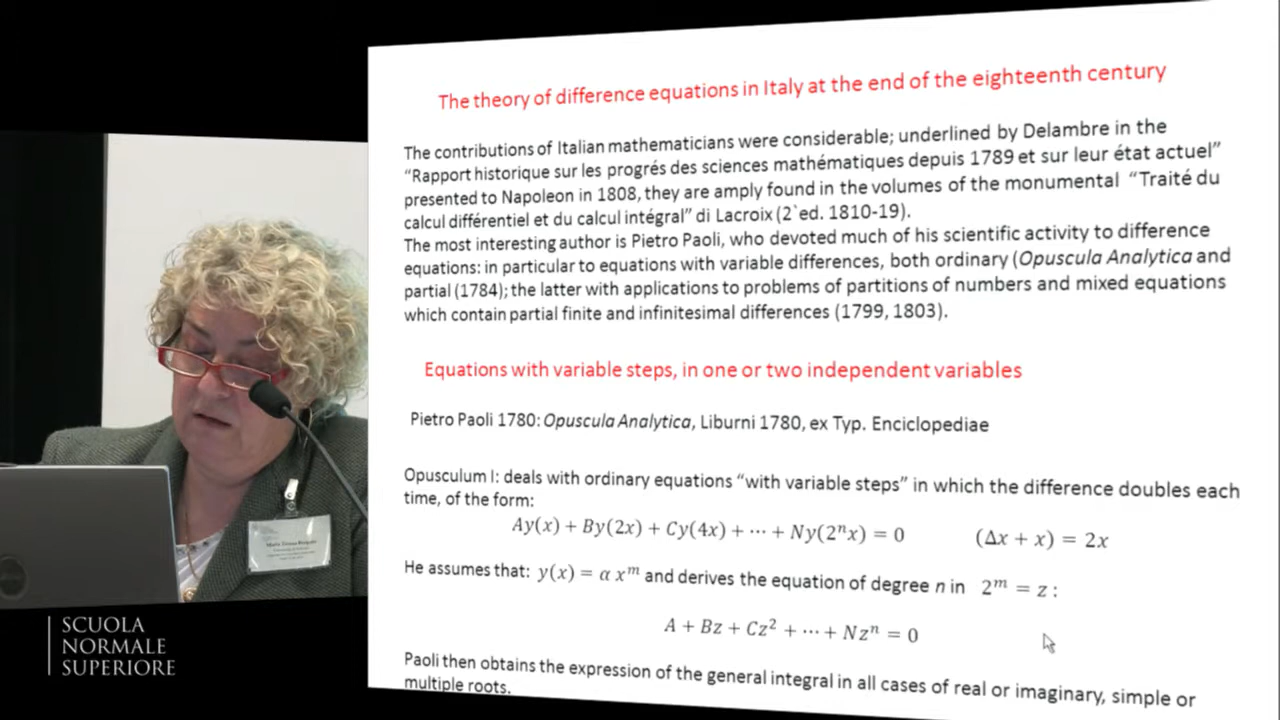 The theory of difference equations in Italy at the end of the eighteenth century
The contributions of Italian mathematicians were considerable; underlined by Delambre in the
“Rapport historique sur les progrés des sciences mathématiques depuis 1789 et sur leur état actuel”
presented to Napoleon in 1808, they are amply found in the volumes of the monumental “Traité du
calcul différentiel et du calcul intégral” di Lacroix (2`ed. 1810-19).
The most interesting author is Pietro Paoli, who devoted much of his scientific activity to difference
equations: in particular to equations with variable differences, both ordinary (Opuscula Analytica and
partial (1784); the latter with applications to problems of partitions of numbers and mixed equations
which contain partial finite and infinitesimal differences (1799, 1803).
Equations with variable steps, in one or two independent variables
Pietro Paoli 1780: Opuscula Analytica, Liburni 1780, ex Typ. Enciclopediae
Opusculum I: deals with ordinary equations “with variable steps” in which the difference doubles each
time, of the form:
Ay(x) + By(2x) + Cy(4x) + ⋯ + Ny(2ⁿx) = 0 (Δx + x) = 2x
He assumes that: y(x) = α xᵐ and derives the equation of degree n in 2ᵐ = z :
A + Bz + Cz² + ⋯ + Nzⁿ = 0
Paoli then obtains the expression of the general integral in all cases of real or imaginary, simple or
multiple roots.
SCUOLA
NORMALE
SUPERIORE